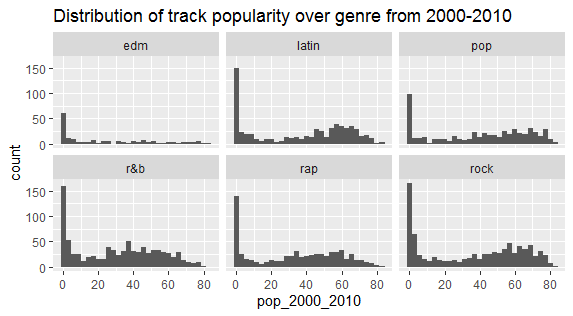 Distribution of track popularity over genre from 2000-2010
edm latin pop
150
100
50
0
r&b rap rock
150
100
50
0
0 20 40 60 80 0 20 40 60 80 0 20 40 60 80
pop_2000_2010
count